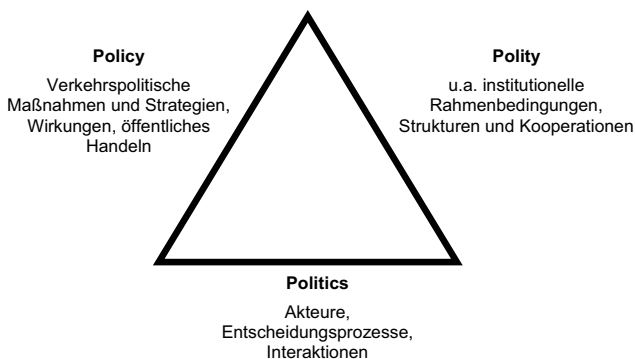 Policy
Verkehrspolitische
Maßnahmen und Strategien,
Wirkungen, öffentliches
Handeln
Polity
u.a. institutionelle
Rahmenbedingungen,
Strukturen und Kooperationen
Politics
Akteure,
Entscheidungsprozesse,
Interaktionen